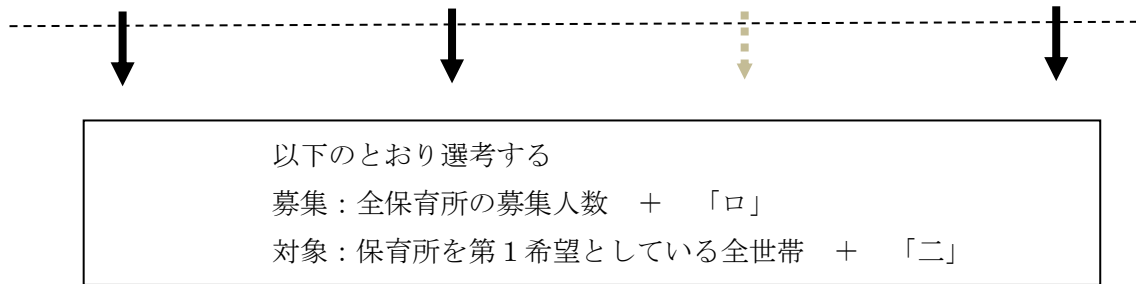 以下のとおり選考する
募集：全保育所の募集人数　＋　「ロ」
対象：保育所を第１希望としている全世帯　＋　「二」